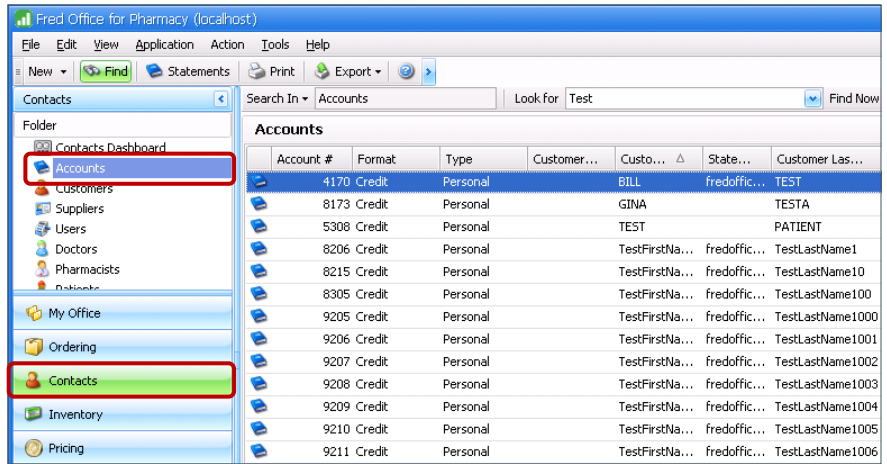 Fred Office for Pharmacy (localhost)
File Edit View Application Action Tools Help
New Find Statements Print Export
Contacts
Search In Accounts Look for Test Find Now
Folder
Contacts Dashboard
Accounts
Customers
Suppliers
Users
Doctors
Pharmacists
Patients
My Office
Ordering
Contacts
Inventory
Pricing
Accounts
Account # Format Type Customer... Custo... State... Customer Las...
4170 Credit Personal BILL fredoffic... TEST
8173 Credit Personal GINA TESTA
5308 Credit Personal TEST PATIENT
8206 Credit Personal TestFirstNa... fredoffic... TestLastName1
8215 Credit Personal TestFirstNa... fredoffic... TestLastName10
8305 Credit Personal TestFirstNa... fredoffic... TestLastName100
9205 Credit Personal TestFirstNa... fredoffic... TestLastName1000
9206 Credit Personal TestFirstNa... fredoffic... TestLastName1001
9207 Credit Personal TestFirstNa... fredoffic... TestLastName1002
9208 Credit Personal TestFirstNa... fredoffic... TestLastName1003
9209 Credit Personal TestFirstNa... fredoffic... TestLastName1004
9210 Credit Personal TestFirstNa... fredoffic... TestLastName1005
9211 Credit Personal TestFirstNa... fredoffic... TestLastName1006